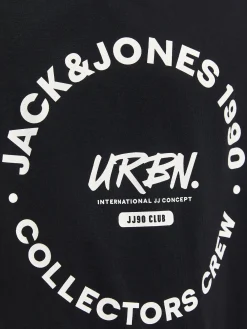 JACK&JONES 1990
URBN.
INTERNATIONAL JJ CONCEPT
JJ90 CLUB
• COLLECTORS CREW •